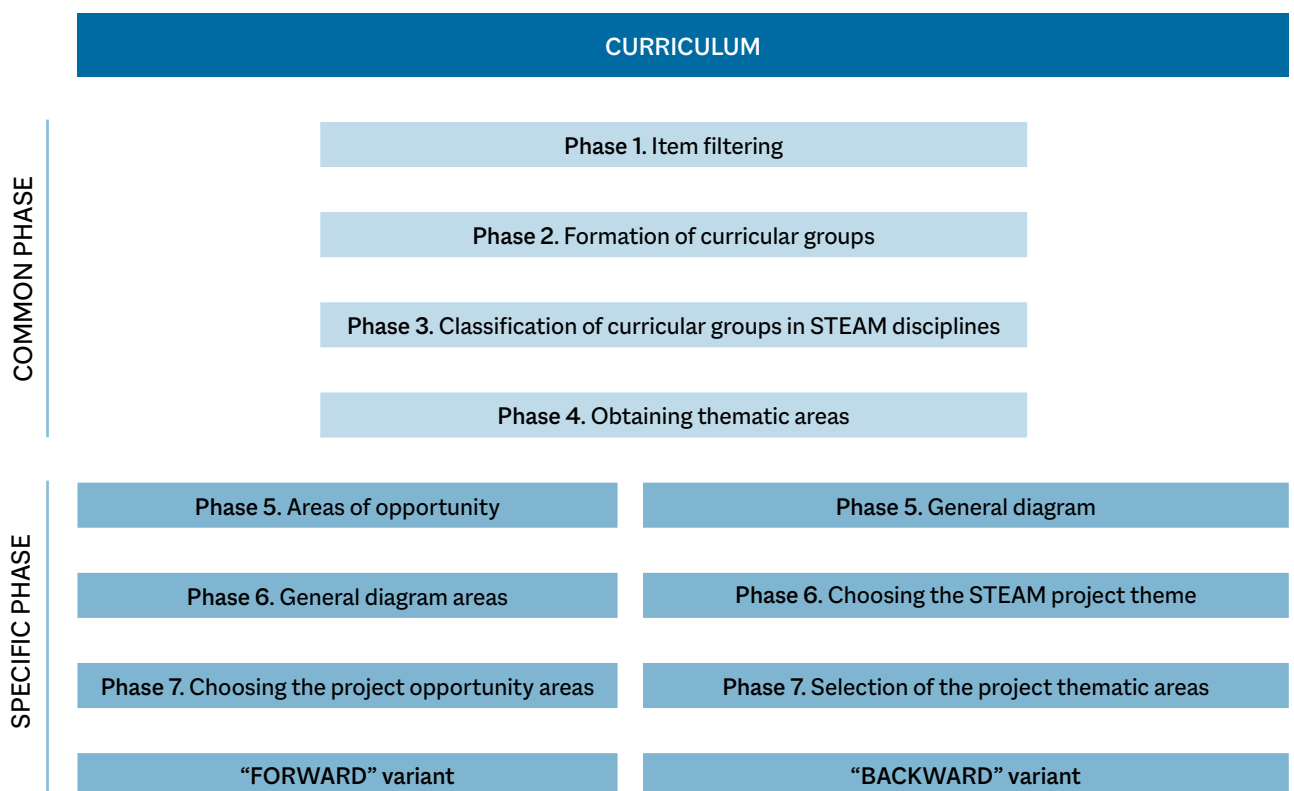 CURRICULUM
COMMON PHASE
Phase 1. Item filtering
Phase 2. Formation of curricular groups
Phase 3. Classification of curricular groups in STEAM disciplines
Phase 4. Obtaining thematic areas
SPECIFIC PHASE
Phase 5. Areas of opportunity
Phase 5. General diagram
Phase 6. General diagram areas
Phase 6. Choosing the STEAM project theme
Phase 7. Choosing the project opportunity areas
Phase 7. Selection of the project thematic areas
“FORWARD” variant
“BACKWARD” variant